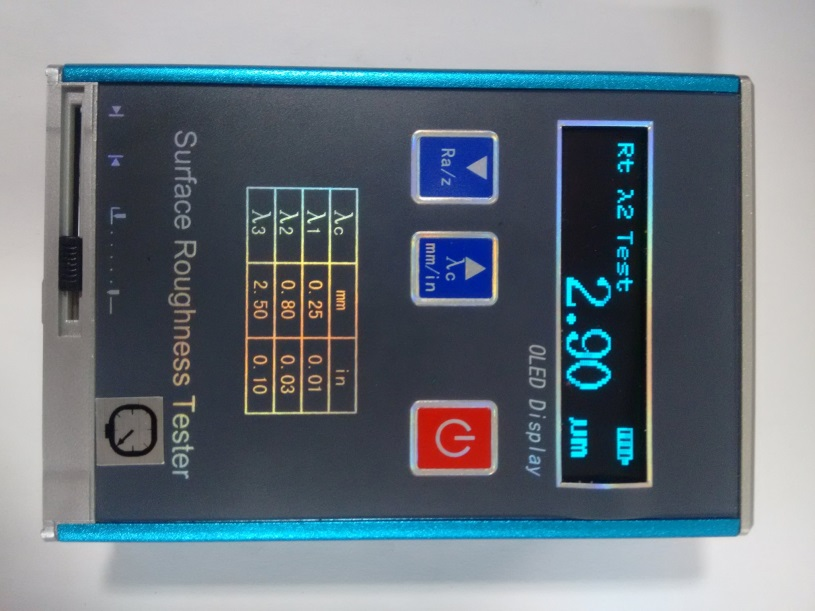 Rt λ2 Test
2.90 μm
OLED Display
Ra/z
λc
mm/in
λc mm in
λ1 0.25 0.01
λ2 0.80 0.03
λ3 2.50 0.10
Surface Roughness Tester